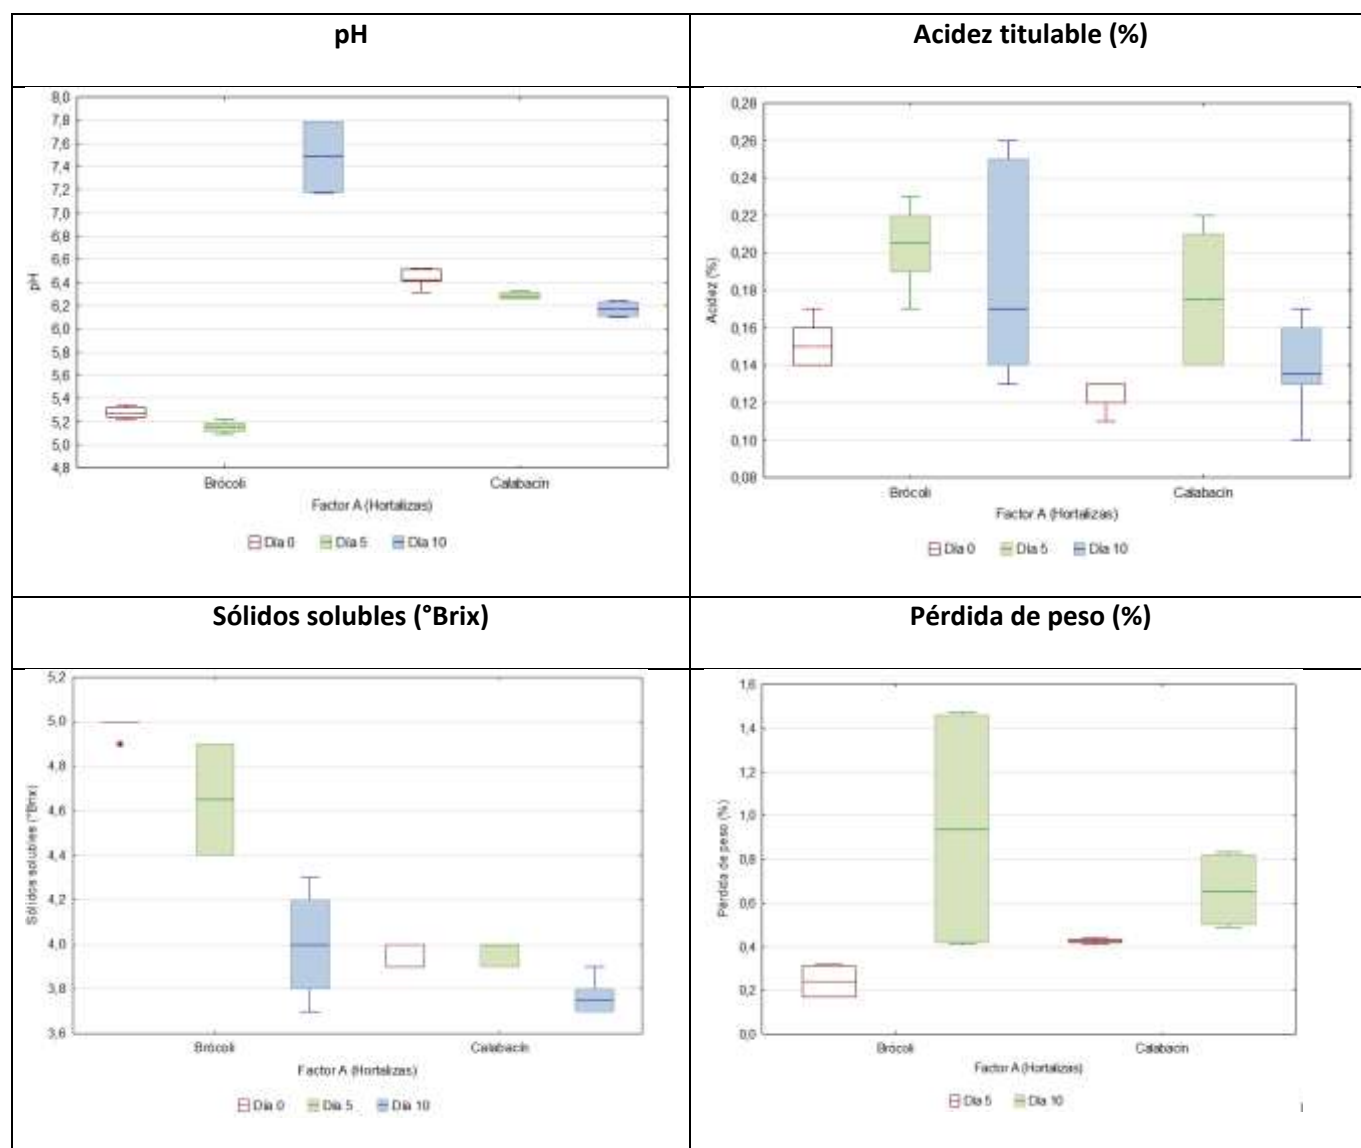 pH
Acidez titulable (%)
8,0
7,8
7,6
7,4
7,2
7,0
6,8
6,6
6,4
6,2
6,0
5,8
5,6
5,4
5,2
5,0
4,8
pH
Brócoli Calabacín
Factor A (Hortalizas)
Día 0 Día 5 Día 10
0,28
0,26
0,24
0,22
0,20
0,18
0,16
0,14
0,12
0,10
0,08
Acidez (%)
Brócoli Calabacín
Factor A (Hortalizas)
Día 0 Día 5 Día 10
Sólidos solubles (°Brix)
Pérdida de peso (%)
5,2
5,0
4,8
4,6
4,4
4,2
4,0
3,8
3,6
Sólidos solubles (°Brix)
Brócoli Calabacín
Factor A (Hortalizas)
Día 0 Día 5 Día 10
1,6
1,4
1,2
1,0
0,8
0,6
0,4
0,2
0,0
Pérdida de peso (%)
Brócoli Calabacín
Factor A (Hortalizas)
Día 5 Día 10